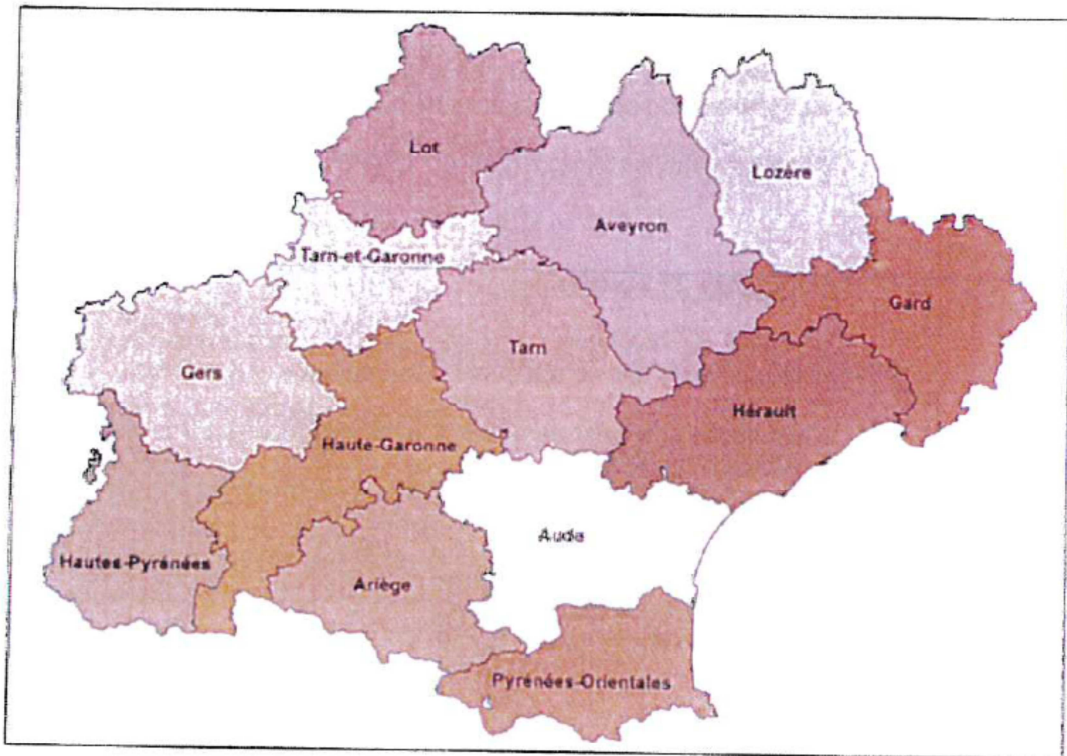 Lot
Lozère
Aveyron
Tarn-et-Garonne
Gard
Tarn
Gers
Hérault
Haute-Garonne
Aude
Hautes-Pyrénées
Ariège
Pyrénées-Orientales